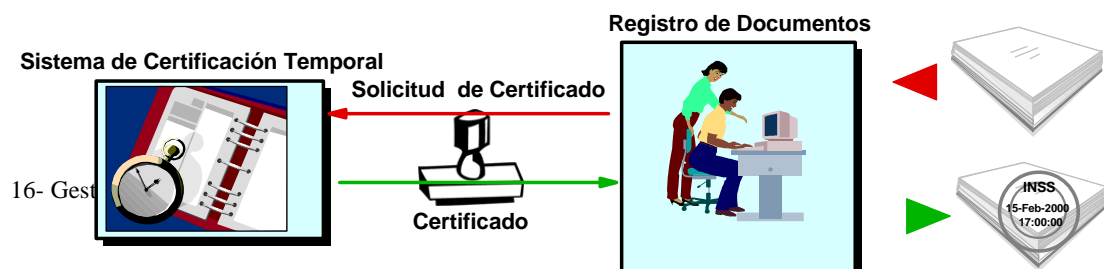 Registro de Documentos
Sistema de Certificación Temporal
Solicitud de Certificado
16- Gest
Certificado
INSS
15-Feb-2000
17:00:00